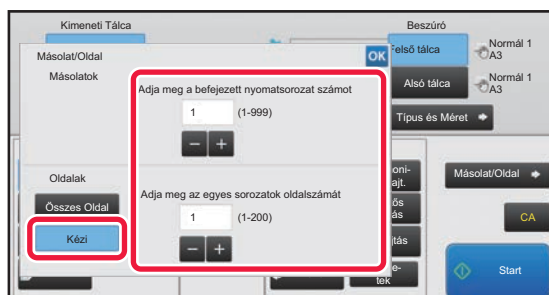 Kimeneti Tálca
Beszúró
Másolat/Oldal
OK
Felső tálca
Normál 1
A3
Másolatok
Adja meg a befejezett nyomatsorozat számot
1
(1-999)
Alsó tálca
Normál 1
A3
Típus és Méret
Oldalak
Adja meg az egyes sorozatok oldalszámát
Másolat/Oldal
Összes Oldal
1
(1-200)
CA
Kézi
Start